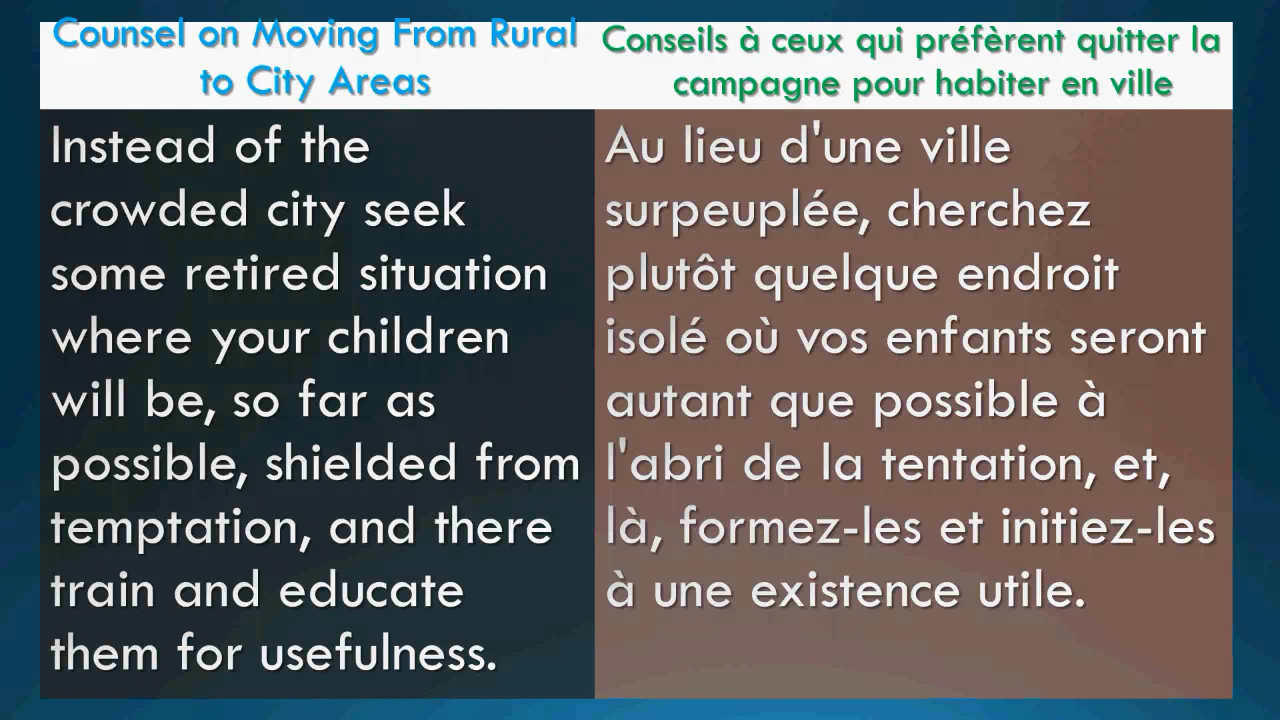 Counsel on Moving From Rural
to City Areas
Conseils à ceux qui préfèrent quitter la
campagne pour habiter en ville
Instead of the
crowded city seek
some retired situation
where your children
will be, so far as
possible, shielded from
temptation, and there
train and educate
them for usefulness.
Au lieu d'une ville
surpeuplée, cherchez
plutôt quelque endroit
isolé où vos enfants seront
autant que possible à
l'abri de la tentation, et,
là, formez-les et initiez-les
à une existence utile.